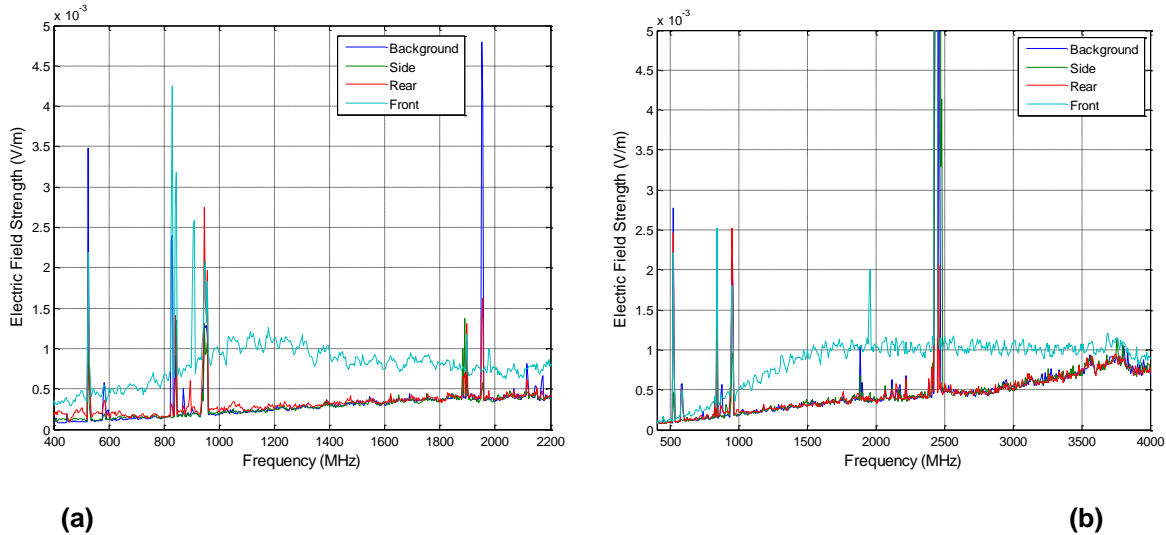 x 10⁻³
5
4.5
4
3.5
3
2.5
2
1.5
1
0.5
0
Electric Field Strength (V/m)
Background
Side
Rear
Front
400 600 800 1000 1200 1400 1600 1800 2000 2200
Frequency (MHz)
(a)
x 10⁻³
5
4.5
4
3.5
3
2.5
2
1.5
1
0.5
0
Electric Field Strength (V/m)
Background
Side
Rear
Front
500 1000 1500 2000 2500 3000 3500 4000
Frequency (MHz)
(b)